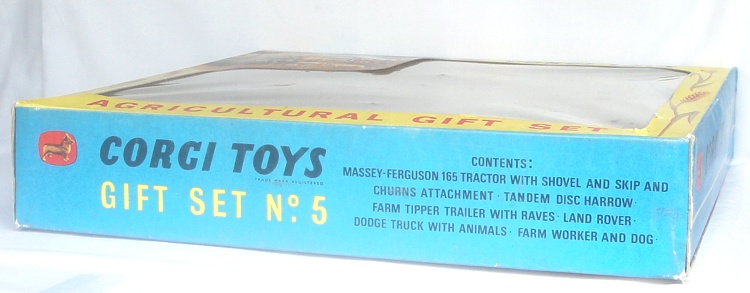 AGRICULTURAL GIFT SET
CORGI TOYS
TRADE MARK REGISTERED
GIFT SET Nº 5
CONTENTS:
MASSEY-FERGUSON 165 TRACTOR WITH SHOVEL AND SKIP AND
CHURNS ATTACHMENT · TANDEM DISC HARROW ·
FARM TIPPER TRAILER WITH RAVES · LAND ROVER ·
DODGE TRUCK WITH ANIMALS · FARM WORKER AND DOG ·